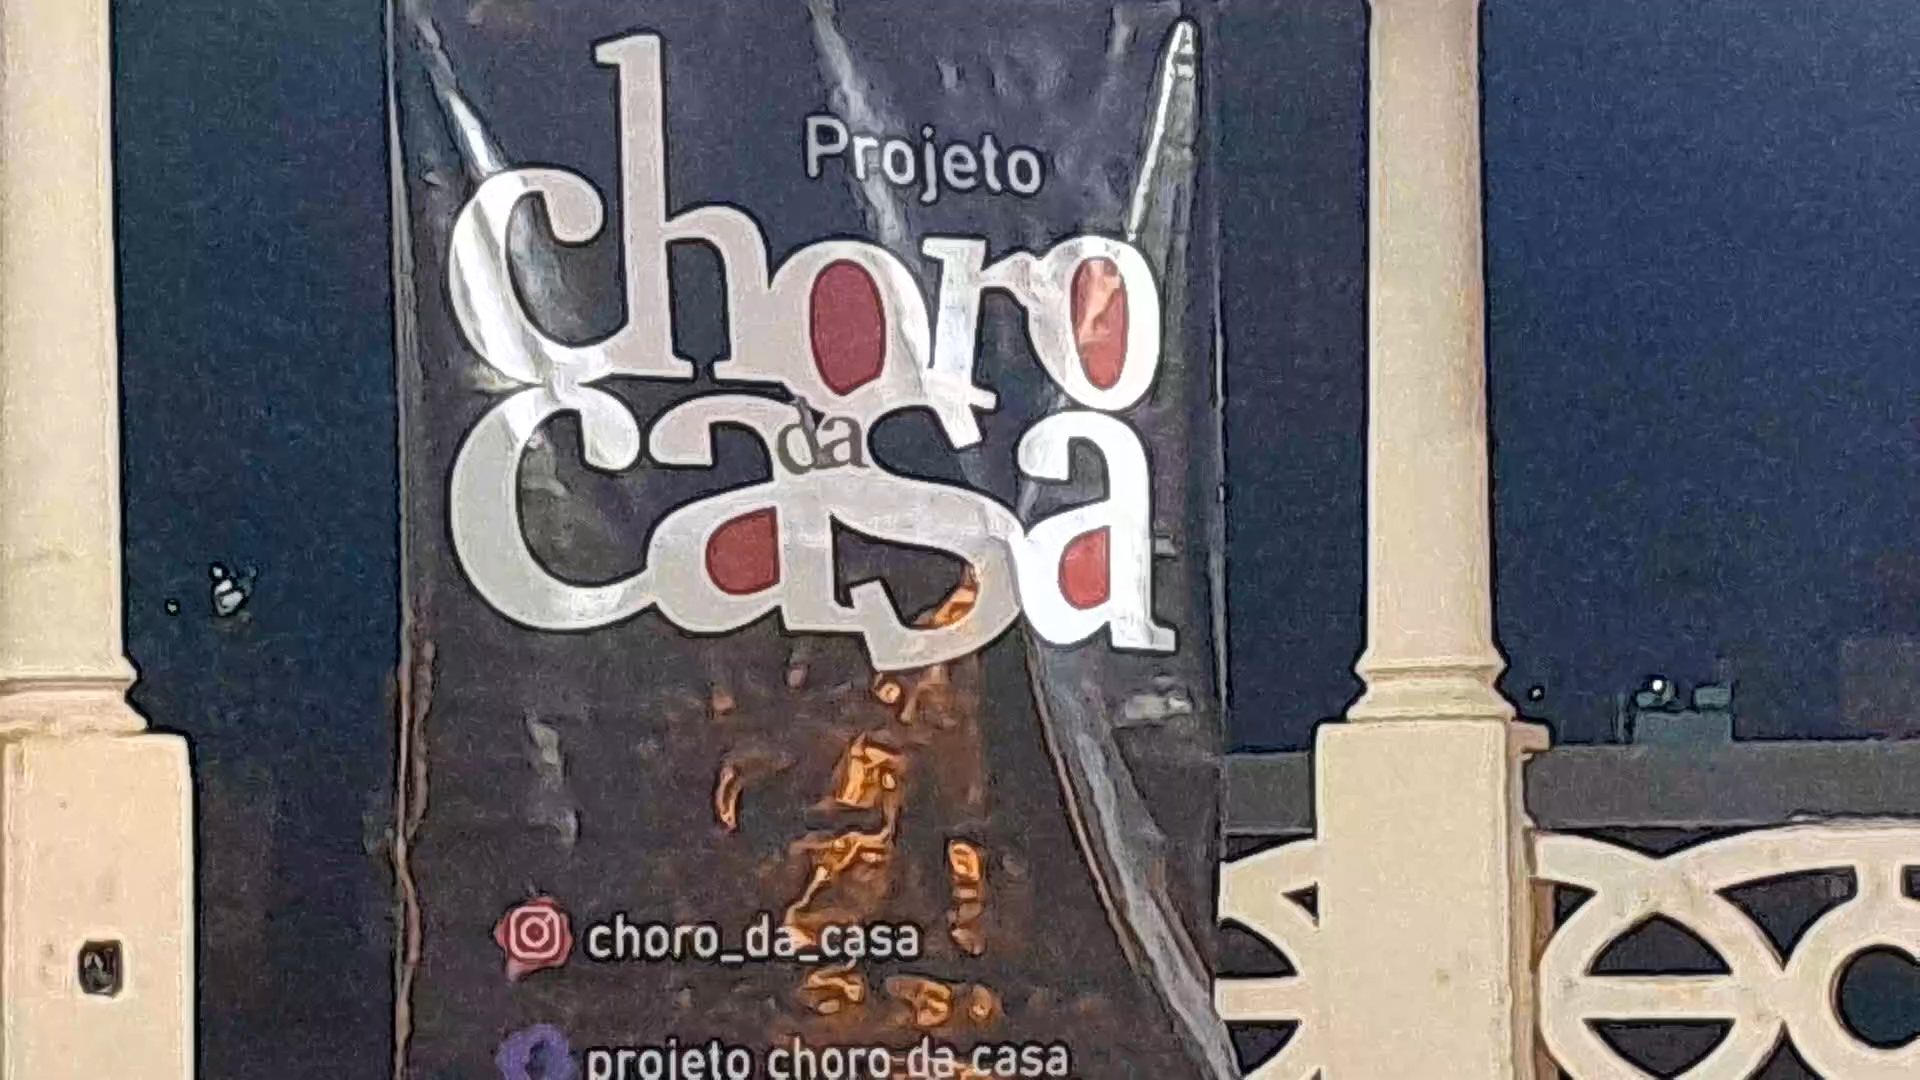 Projeto
choro
da
casa
choro_da_casa
projeto choro da casa